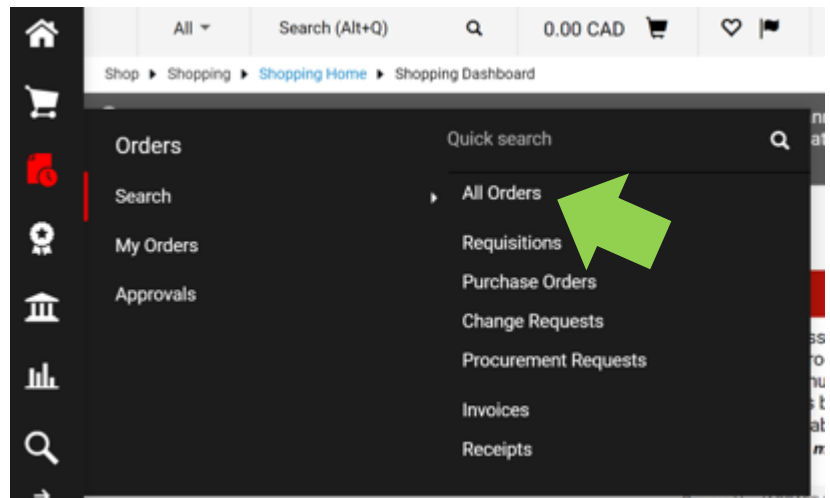 All Search (Alt+Q) 0.00 CAD
Shop Shopping Shopping Home Shopping Dashboard
Orders
Search
My Orders
Approvals
Quick search
All Orders
Requisitions
Purchase Orders
Change Requests
Procurement Requests
Invoices
Receipts